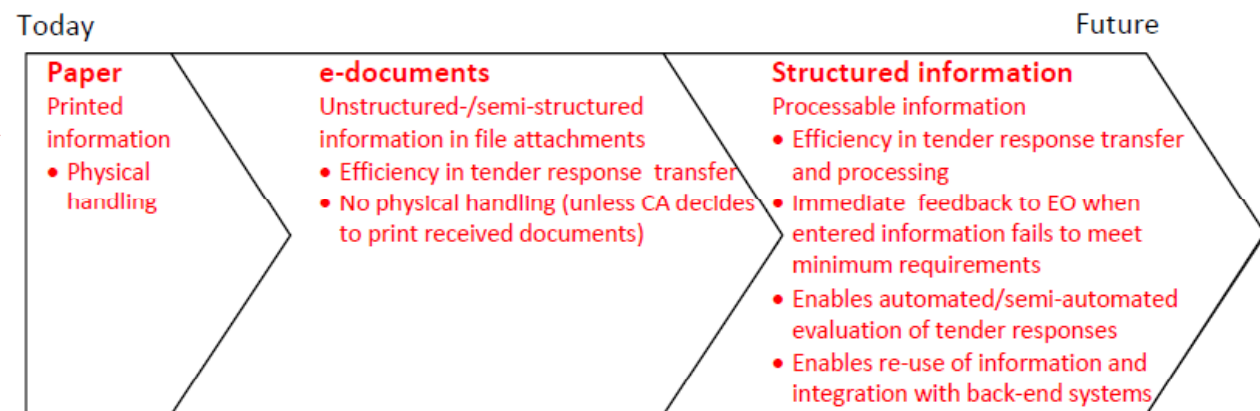 Today
Future
Paper
Printed
information
• Physical
handling
e-documents
Unstructured-/semi-structured
information in file attachments
• Efficiency in tender response transfer
• No physical handling (unless CA decides
to print received documents)
Structured information
Processable information
• Efficiency in tender response transfer
and processing
• Immediate feedback to EO when
entered information fails to meet
minimum requirements
• Enables automated/semi-automated
evaluation of tender responses
• Enables re-use of information and
integration with back-end systems